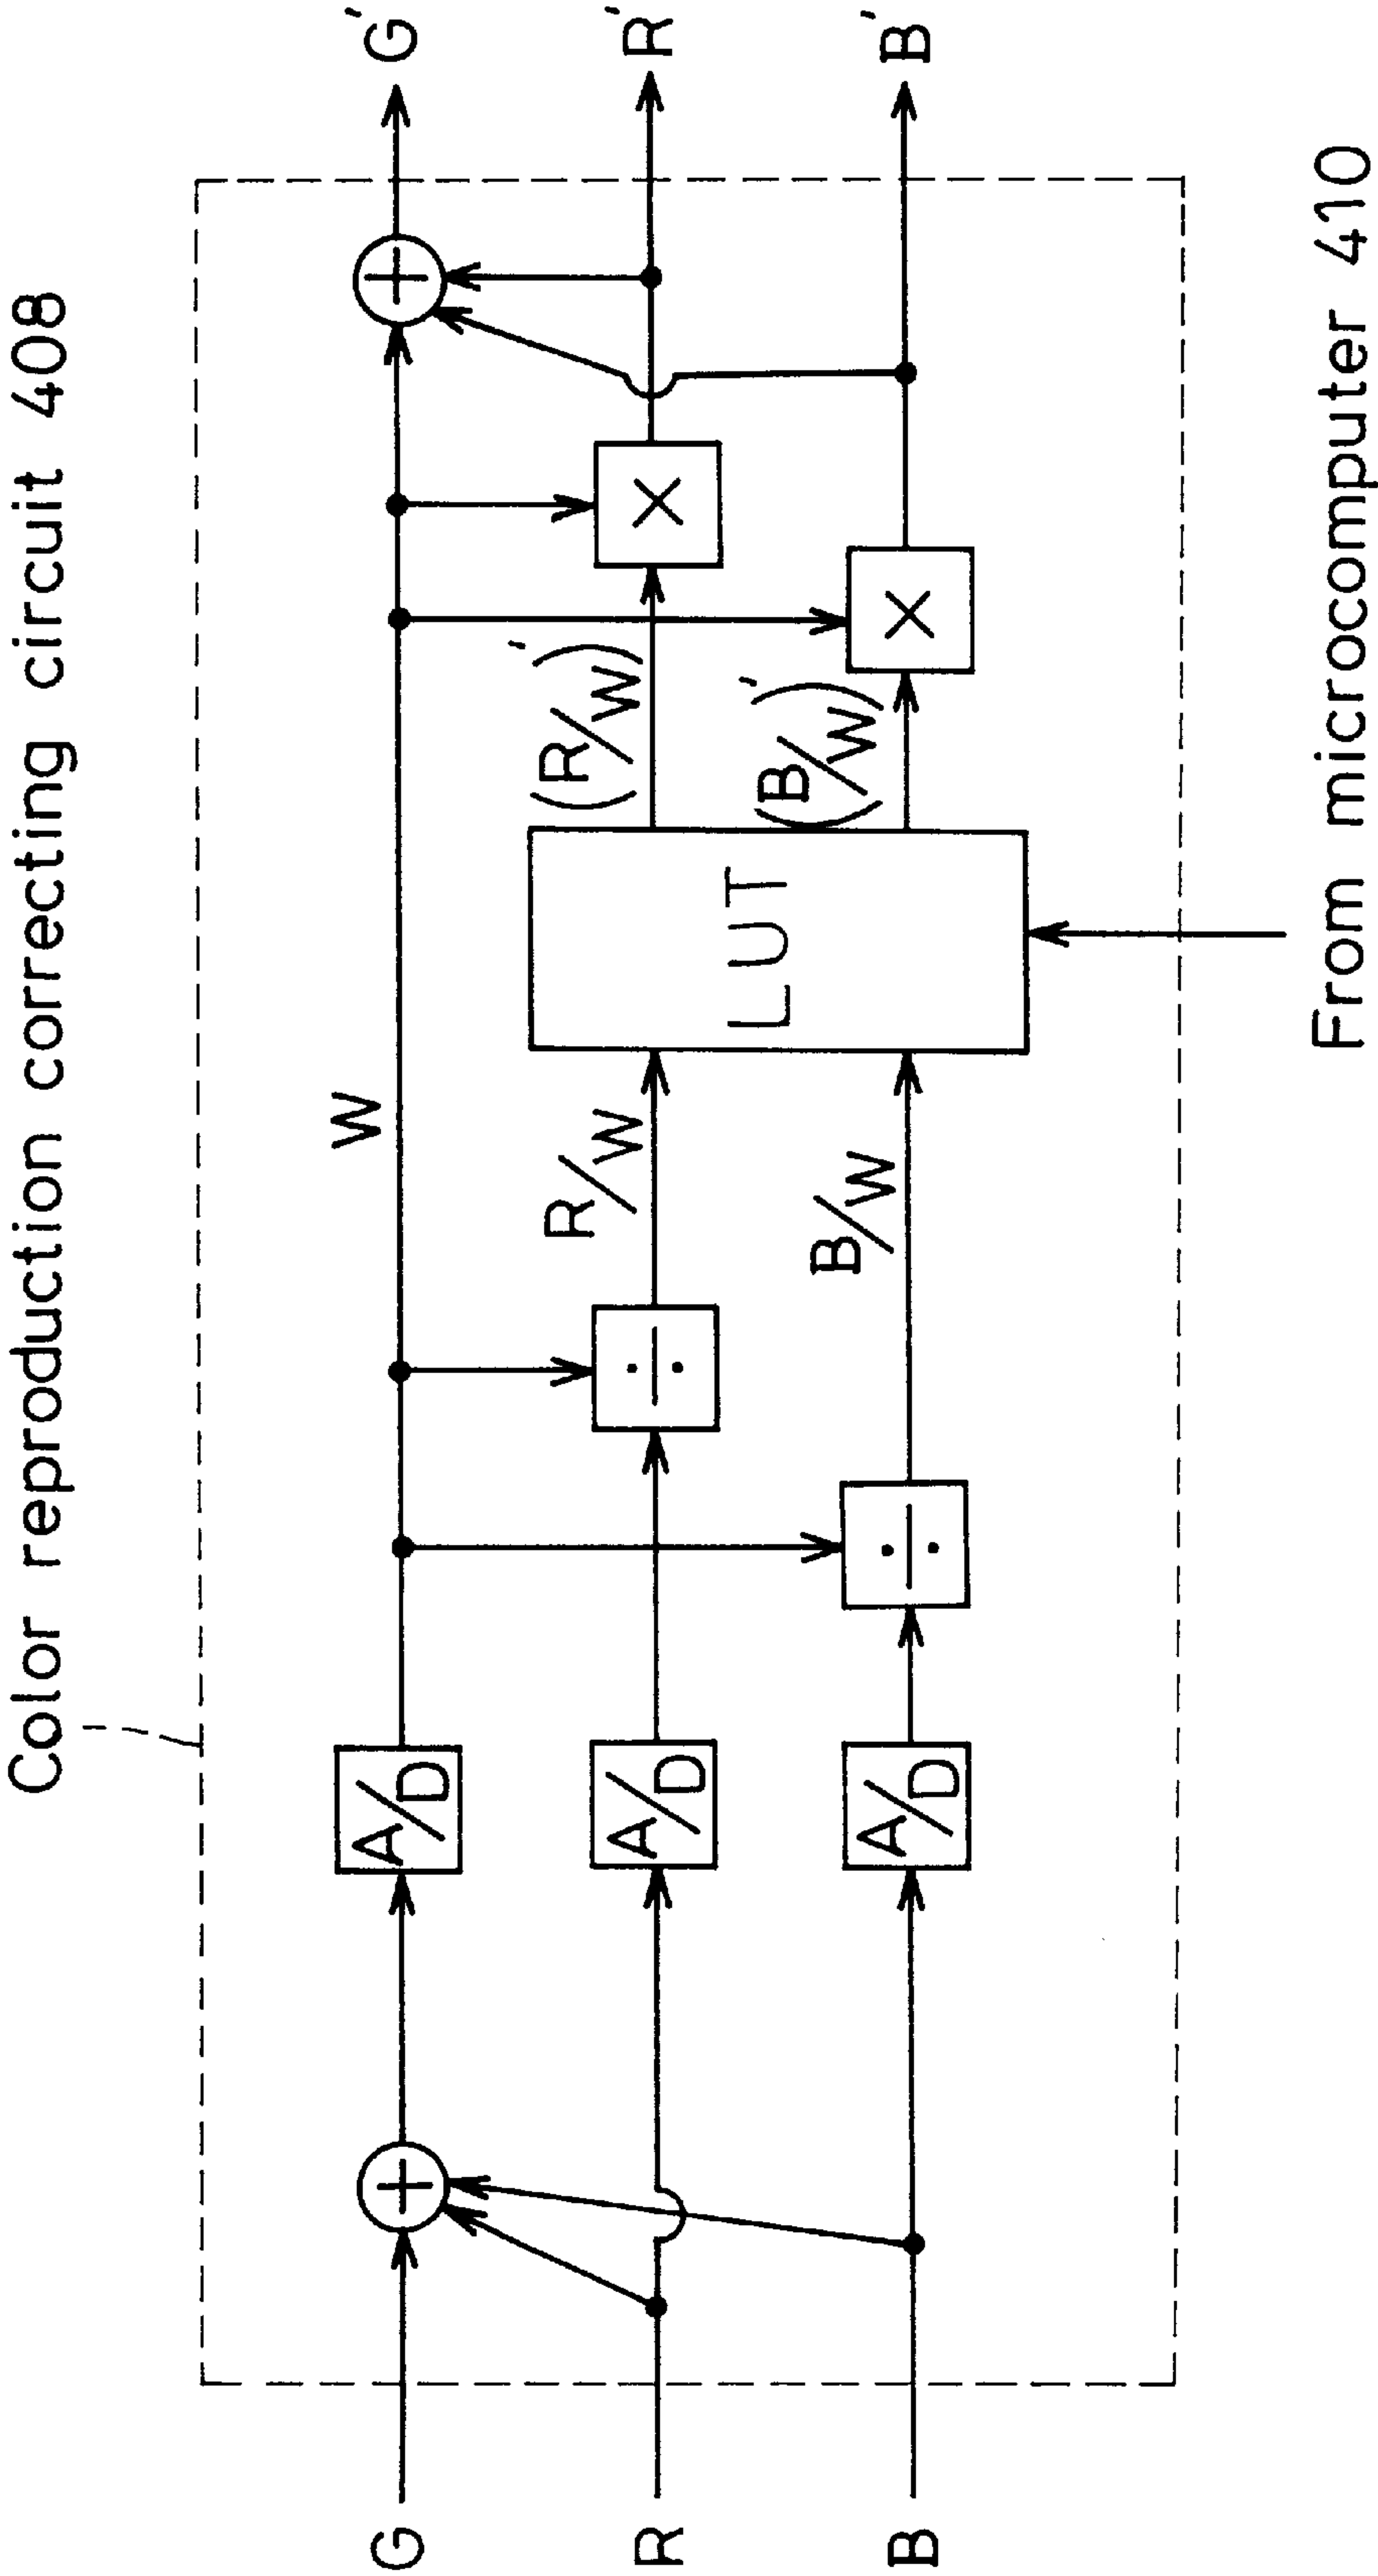 Color reproduction correcting circuit 408
G
R
B
+
A/D
A/D
A/D
÷
÷
W
R/W
B/W
LUT
(R/W)'
(B/W)'
×
×
+
G'
R'
B'
From microcomputer 410